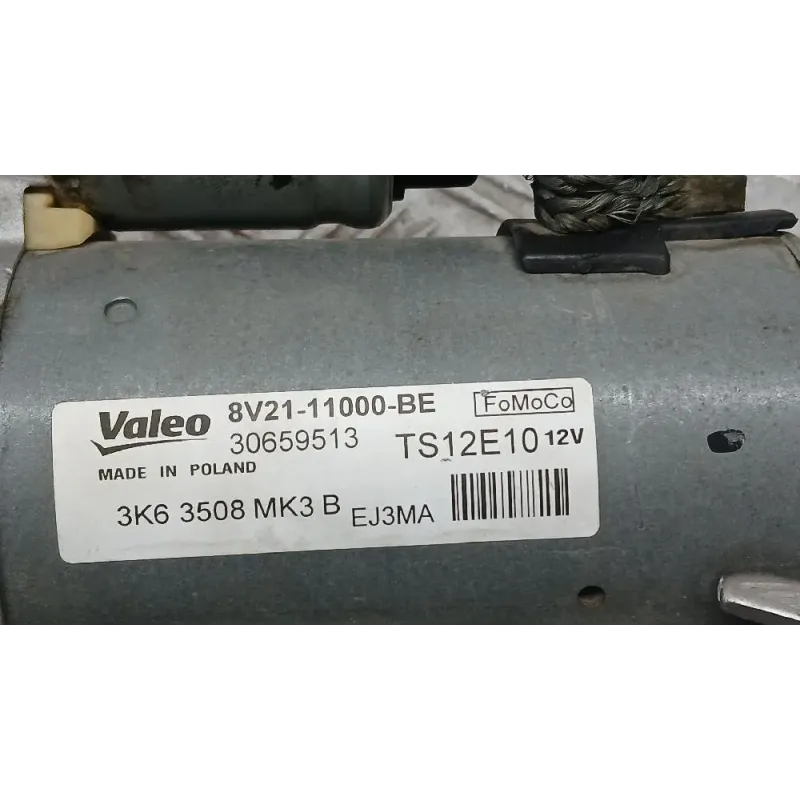 Valeo 8V21-11000-BE FoMoCo
30659513 TS12E10 12V
MADE IN POLAND
3K6 3508 MK3 B EJ3MA